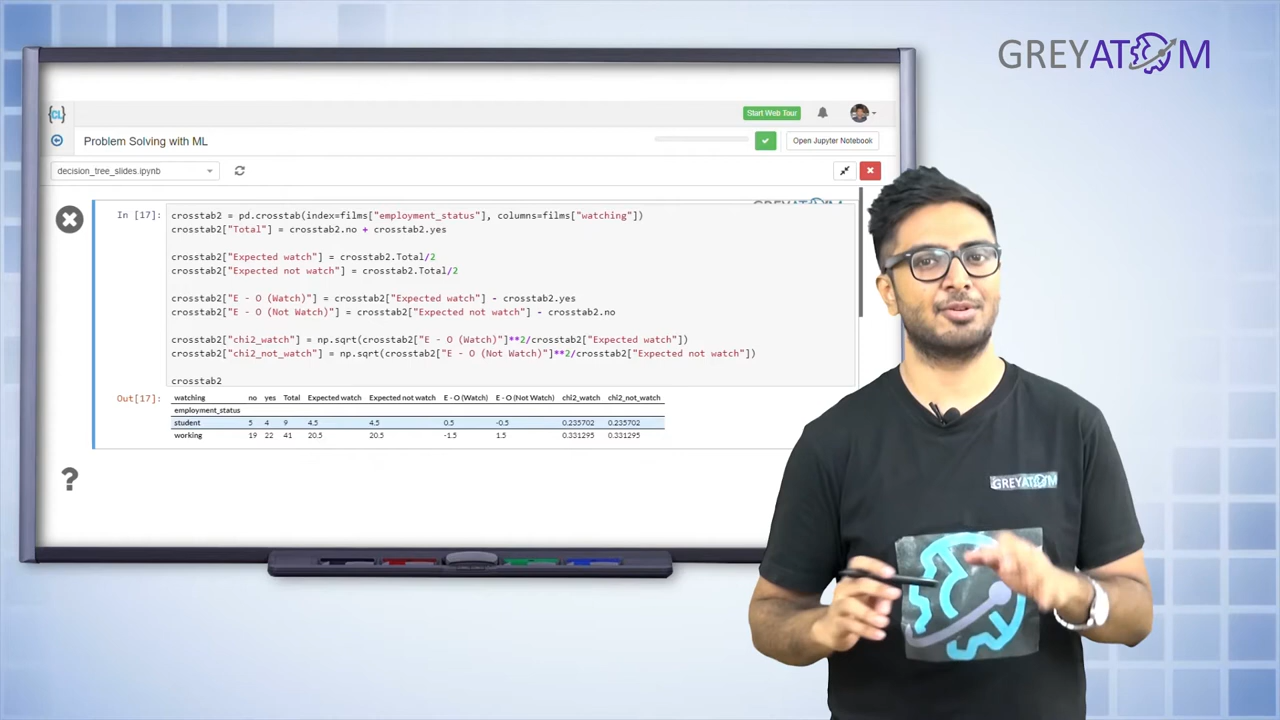 GREYATOM
{CL}
Start Web Tour
Problem Solving with ML
Open Jupyter Notebook
decision_tree_slides.ipynb
In [17]:
crosstab2 = pd.crosstab(index=films["employment_status"], columns=films["watching"])
crosstab2["Total"] = crosstab2.no + crosstab2.yes
crosstab2["Expected watch"] = crosstab2.Total/2
crosstab2["Expected not watch"] = crosstab2.Total/2
crosstab2["E - O (Watch)"] = crosstab2["Expected watch"] - crosstab2.yes
crosstab2["E - O (Not Watch)"] = crosstab2["Expected not watch"] - crosstab2.no
crosstab2["chi2_watch"] = np.sqrt(crosstab2["E - O (Watch)"]**2/crosstab2["Expected watch"])
crosstab2["chi2_not_watch"] = np.sqrt(crosstab2["E - O (Not Watch)"]**2/crosstab2["Expected not watch"])
crosstab2
Out[17]:
watching no yes Total Expected watch Expected not watch E - O (Watch) E - O (Not Watch) chi2_watch chi2_not_watch
employment_status
student 5 4 9 4.5 4.5 0.5 -0.5 0.235702 0.235702
working 19 22 41 20.5 20.5 -1.5 1.5 0.331295 0.331295
?
GREYATOM